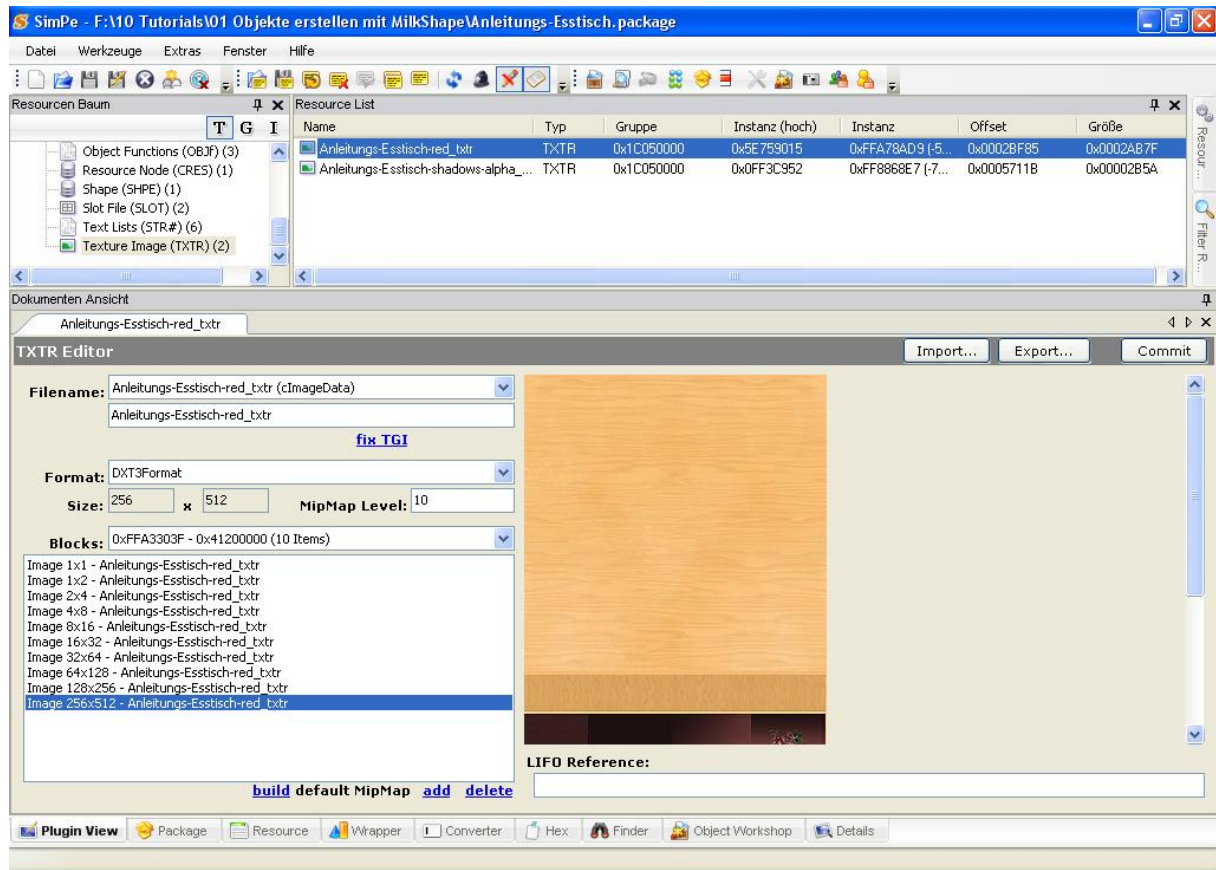 SimPe - F:\10 Tutorials\01 Objekte erstellen mit MilkShape\Anleitungs-Esstisch.package
Datei Werkzeuge Extras Fenster Hilfe
Resourcen Baum
T G I
Object Functions (OBJf) (3)
Resource Node (CRES) (1)
Shape (SHPE) (1)
Slot File (SLOT) (2)
Text Lists (STR#) (6)
Texture Image (TXTR) (2)
Resource List
Name Typ Gruppe Instanz (hoch) Instanz Offset Größe
Anleitungs-Esstisch-red_txtr TXTR 0x1C050000 0x5E759015 0xFFA78AD9 (-5... 0x0002BF85 0x0002AB7F
Anleitungs-Esstisch-shadows-alpha_... TXTR 0x1C050000 0x0FF3C952 0xFF8868E7 (-7... 0x0005711B 0x00002B5A
Resour...
Filter R...
Dokumenten Ansicht
Anleitungs-Esstisch-red_txtr
TXTR Editor Import... Export... Commit
Filename: Anleitungs-Esstisch-red_txtr (cImageData)
Anleitungs-Esstisch-red_txtr
fix TGI
Format: DXT3Format
Size: 256 x 512 MipMap Level: 10
Blocks: 0xFFA3303F - 0x41200000 (10 Items)
Image 1x1 - Anleitungs-Esstisch-red_txtr
Image 1x2 - Anleitungs-Esstisch-red_txtr
Image 2x4 - Anleitungs-Esstisch-red_txtr
Image 4x8 - Anleitungs-Esstisch-red_txtr
Image 8x16 - Anleitungs-Esstisch-red_txtr
Image 16x32 - Anleitungs-Esstisch-red_txtr
Image 32x64 - Anleitungs-Esstisch-red_txtr
Image 64x128 - Anleitungs-Esstisch-red_txtr
Image 128x256 - Anleitungs-Esstisch-red_txtr
Image 256x512 - Anleitungs-Esstisch-red_txtr
build default MipMap add delete
LIFO Reference:
Plugin View Package Resource Wrapper Converter Hex Finder Object Workshop Details